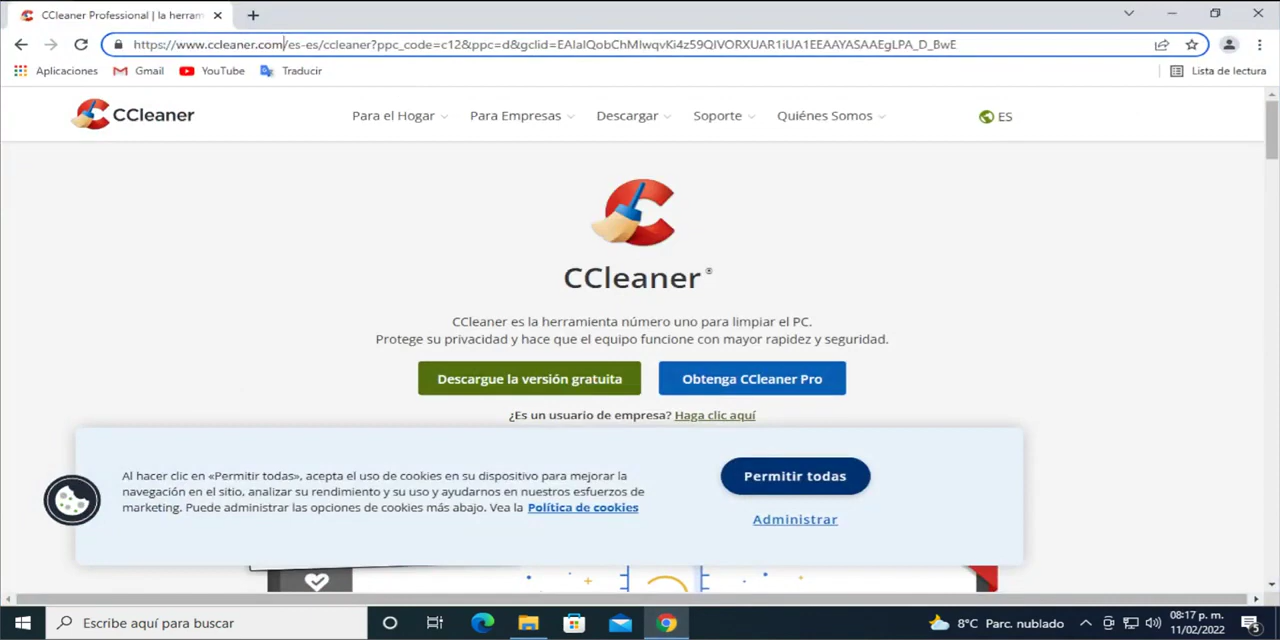 CCleaner Professional | la herram
https://www.ccleaner.com/es-es/ccleaner?ppc_code=c12&ppc=d&gclid=EAIaIQobChMIwqvKi4z59QIVORXUAR1iUA1EEAAYASAAEgLPA_D_BwE
Aplicaciones Gmail YouTube Traducir Lista de lectura
CCleaner Para el Hogar Para Empresas Descargar Soporte Quiénes Somos ES
CCleaner®
CCleaner es la herramienta número uno para limpiar el PC.
Protege su privacidad y hace que el equipo funcione con mayor rapidez y seguridad.
Descargue la versión gratuita Obtenga CCleaner Pro
¿Es un usuario de empresa? Haga clic aquí
Al hacer clic en «Permitir todas», acepta el uso de cookies en su dispositivo para mejorar la
navegación en el sitio, analizar su rendimiento y su uso y ayudarnos en nuestros esfuerzos de
marketing. Puede administrar las opciones de cookies más abajo. Vea la Política de cookies
Permitir todas
Administrar
Escribe aquí para buscar 8°C Parc. nublado 08:17 p. m.
11/02/2022
5